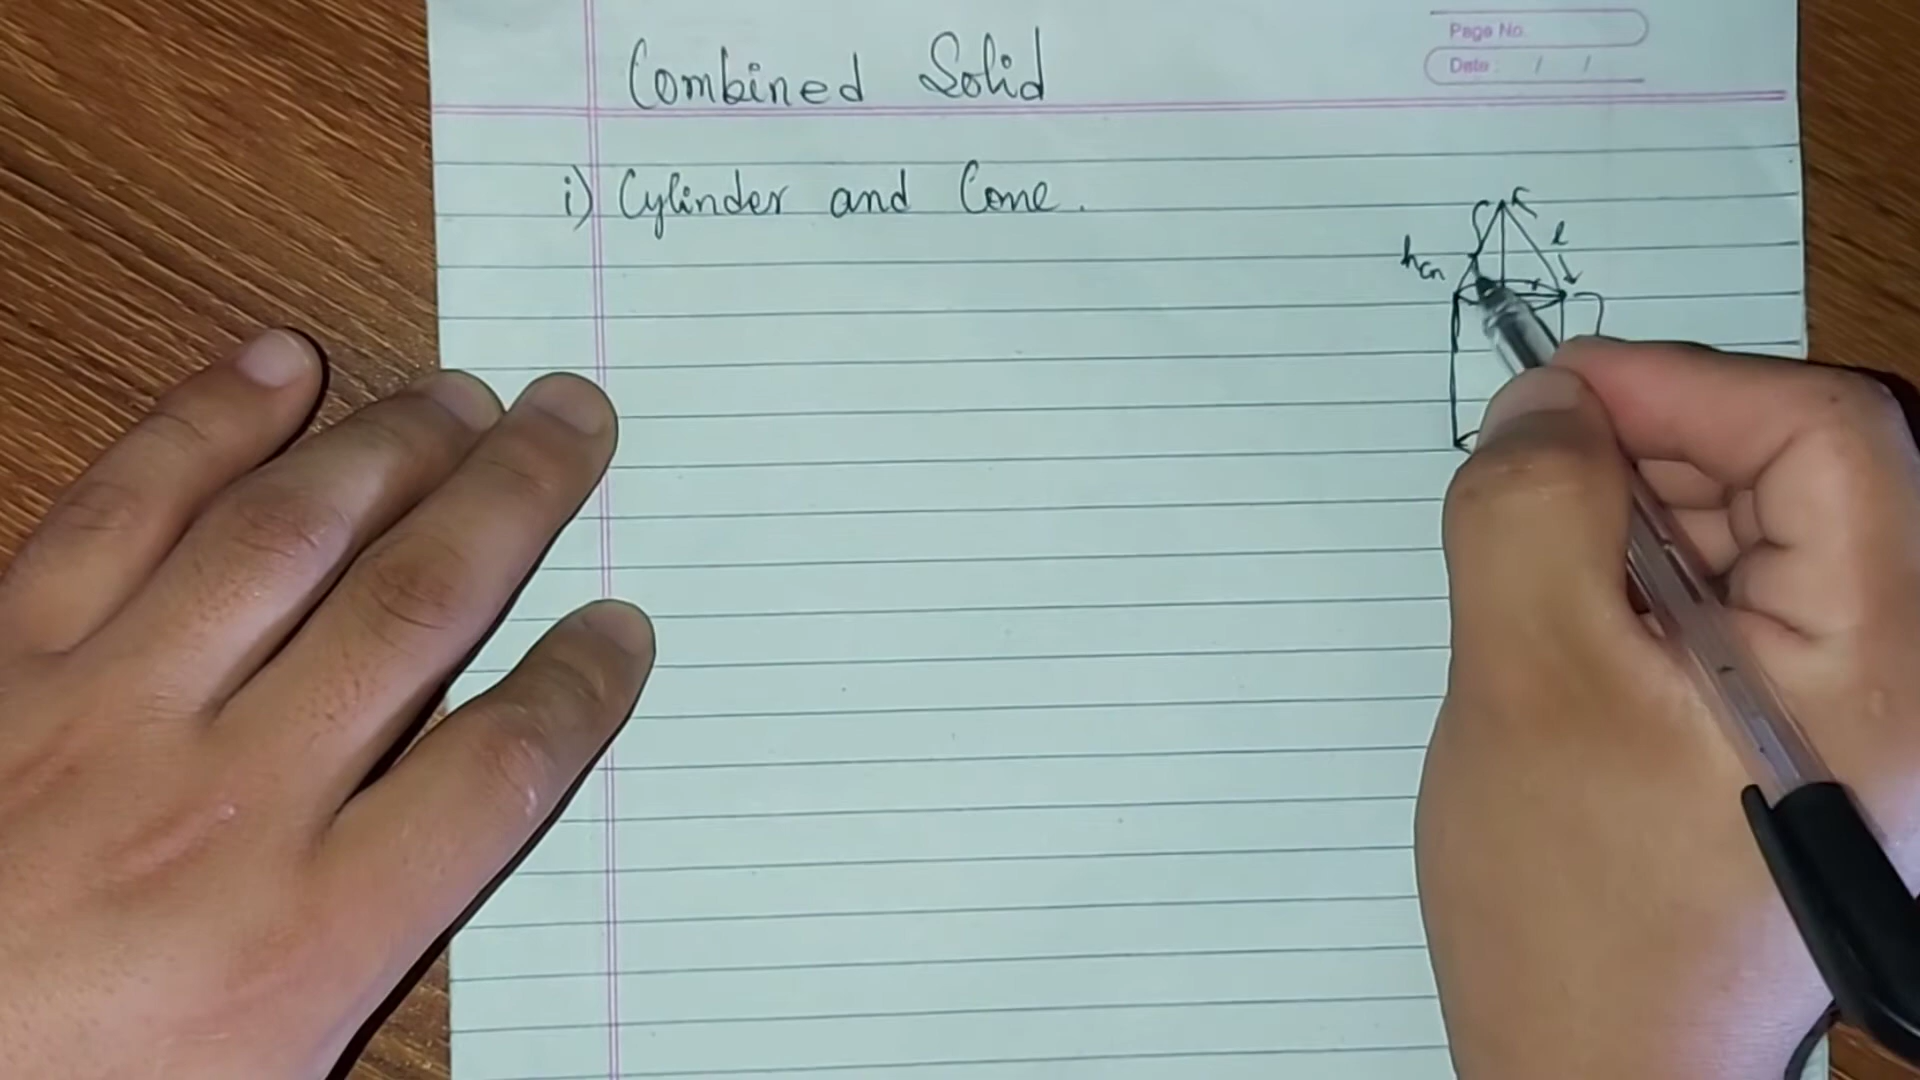 Page No.
Combined Solid
Date : / /
i) Cylinder and Cone.
l
hcn